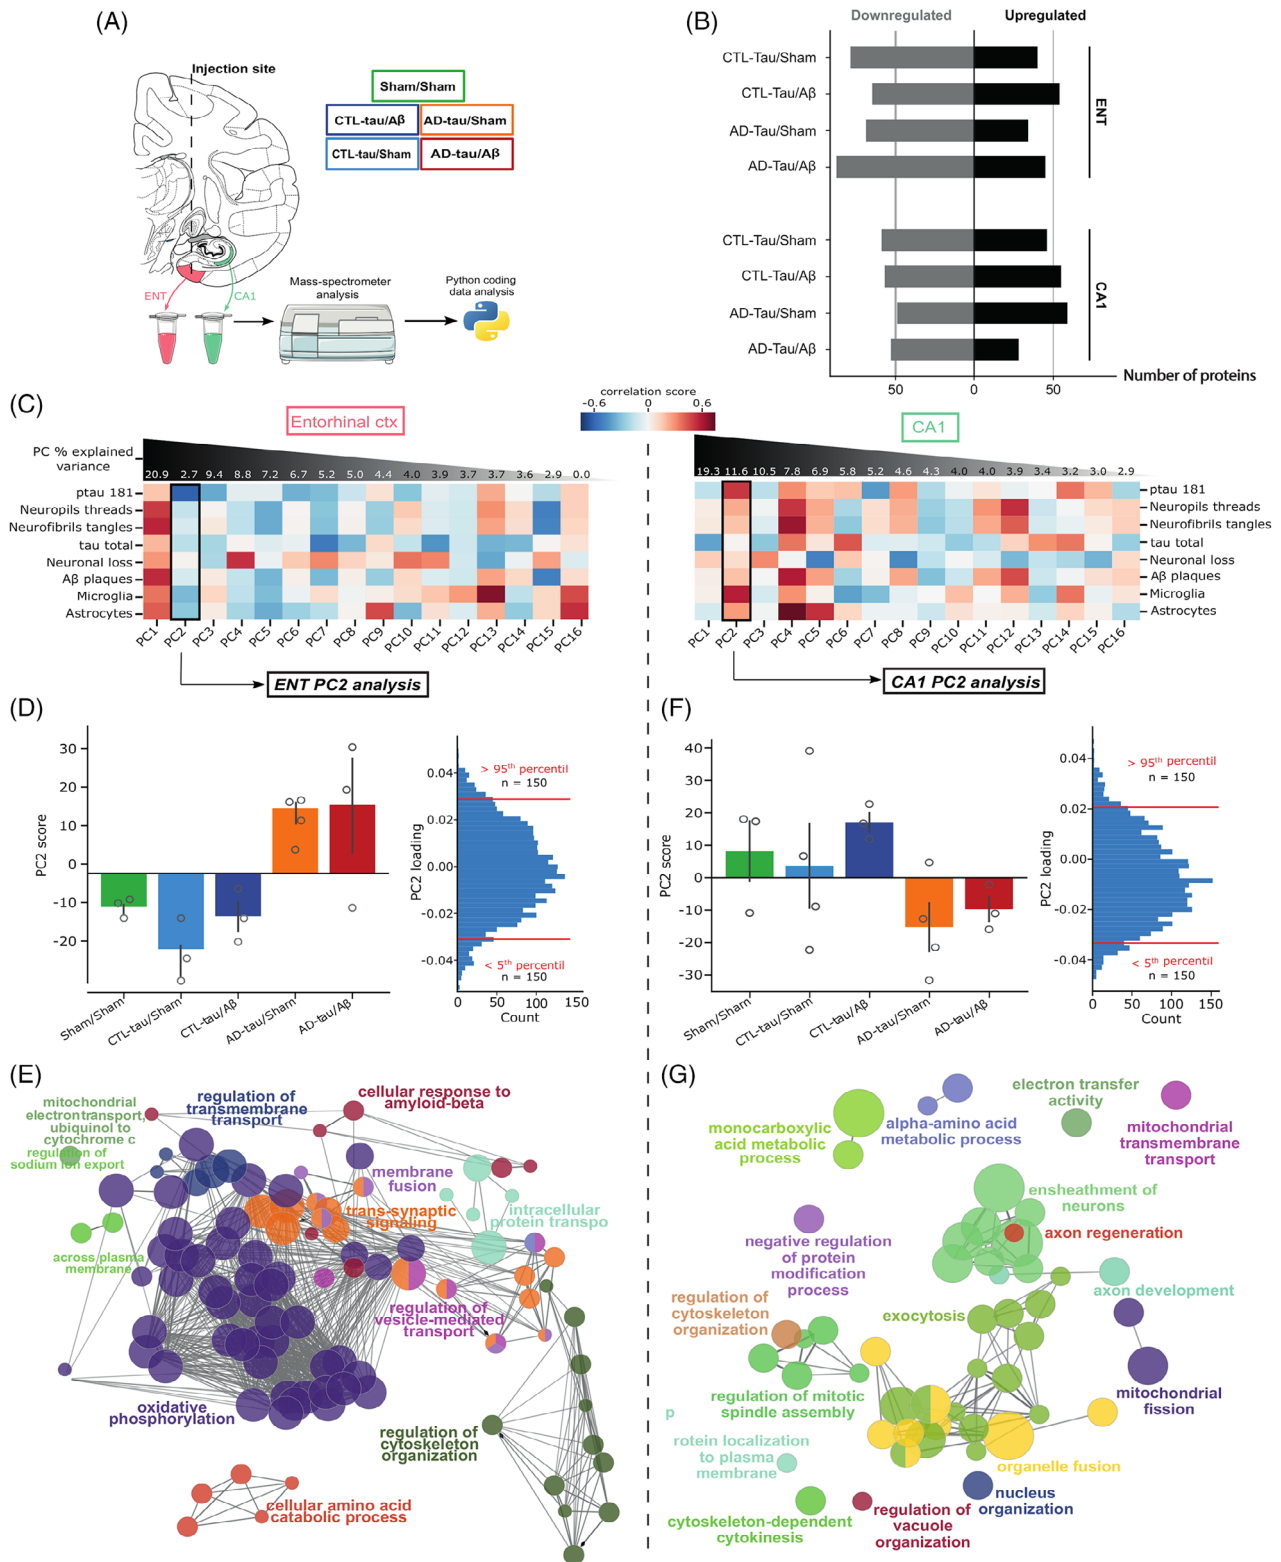 (A)
Injection site
Sham/Sham
CTL-tau/Aβ
AD-tau/Sham
CTL-tau/Sham
AD-tau/Aβ
ENT
CA1
Mass-spectrometer
analysis
Python coding
data analysis
(B)
Downregulated
Upregulated
CTL-Tau/Sham
CTL-Tau/Aβ
AD-Tau/Sham
AD-Tau/Aβ
ENT
CTL-Tau/Sham
CTL-Tau/Aβ
AD-Tau/Sham
AD-Tau/Aβ
CA1
50 0 50
Number of proteins
(C)
Entorhinal ctx
correlation score
-0.6 0 0.6
CA1
PC % explained
variance
20.9 2.7 9.4 8.8 7.2 6.7 5.2 5.0 4.4 4.0 3.9 3.7 3.7 3.6 2.9 0.0
ptau 181
Neuropils threads
Neurofibrils tangles
tau total
Neuronal loss
Aβ plaques
Microglia
Astrocytes
PC1 PC2 PC3 PC4 PC5 PC6 PC7 PC8 PC9 PC10 PC11 PC12 PC13 PC14 PC15 PC16
ENT PC2 analysis
19.3 11.6 10.5 7.8 6.9 5.8 5.2 4.6 4.3 4.0 4.0 3.9 3.4 3.2 3.0 2.9
ptau 181
Neuropils threads
Neurofibrils tangles
tau total
Neuronal loss
Aβ plaques
Microglia
Astrocytes
PC1 PC2 PC3 PC4 PC5 PC6 PC7 PC8 PC9 PC10 PC11 PC12 PC13 PC14 PC15 PC16
CA1 PC2 analysis
(D)
PC2 score
30
20
10
0
-10
-20
Sham/Sham
CTL-tau/Sham
CTL-tau/Aβ
AD-tau/Sham
AD-tau/Aβ
PC2 loading
0.04
0.02
0.00
-0.02
-0.04
> 95th percentil
n = 150
< 5th percentil
n = 150
0 50 100 150
Count
(F)
PC2 score
40
30
20
10
0
-10
-20
-30
Sham/Sham
CTL-tau/Sham
CTL-tau/Aβ
AD-tau/Sham
AD-tau/Aβ
PC2 loading
0.04
0.02
0.00
-0.02
-0.04
> 95th percentil
n = 150
< 5th percentil
n = 150
0 50 100 150
Count
(E)
mitochondrial
electrontransport,
ubiquinol to
cytochrome c
regulation of
sodium ion export
regulation of
transmembrane
transport
cellular response to
amyloid-beta
membrane
fusion
trans-synaptic
signaling
intracellular
protein transpo
across plasma
membrane
regulation of
vesicle-mediated
transport
oxidative
phosphorylation
regulation of
cytoskeleton
organization
cellular amino acid
catabolic process
(G)
monocarboxylic
acid metabolic
process
alpha-amino acid
metabolic process
electron transfer
activity
mitochondrial
transmembrane
transport
ensheathment of
neurons
axon regeneration
negative regulation
of protein
modification
process
axon development
regulation of
cytoskeleton
organization
exocytosis
mitochondrial
fission
regulation of mitotic
spindle assembly
p
rotein localization
to plasma
membrane
organelle fusion
nucleus
organization
cytoskeleton-dependent
cytokinesis
regulation of
vacuole
organization